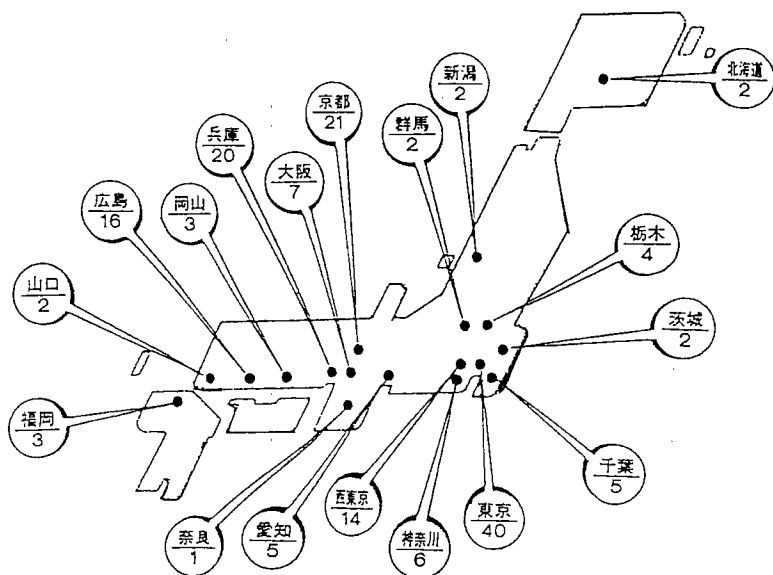 北海道
2
新潟
2
群馬
2
京都
21
兵庫
20
大阪
7
広島
16
岡山
3
山口
2
福岡
3
栃木
4
茨城
2
千葉
5
東京
40
神奈川
6
西東京
14
愛知
5
奈良
1